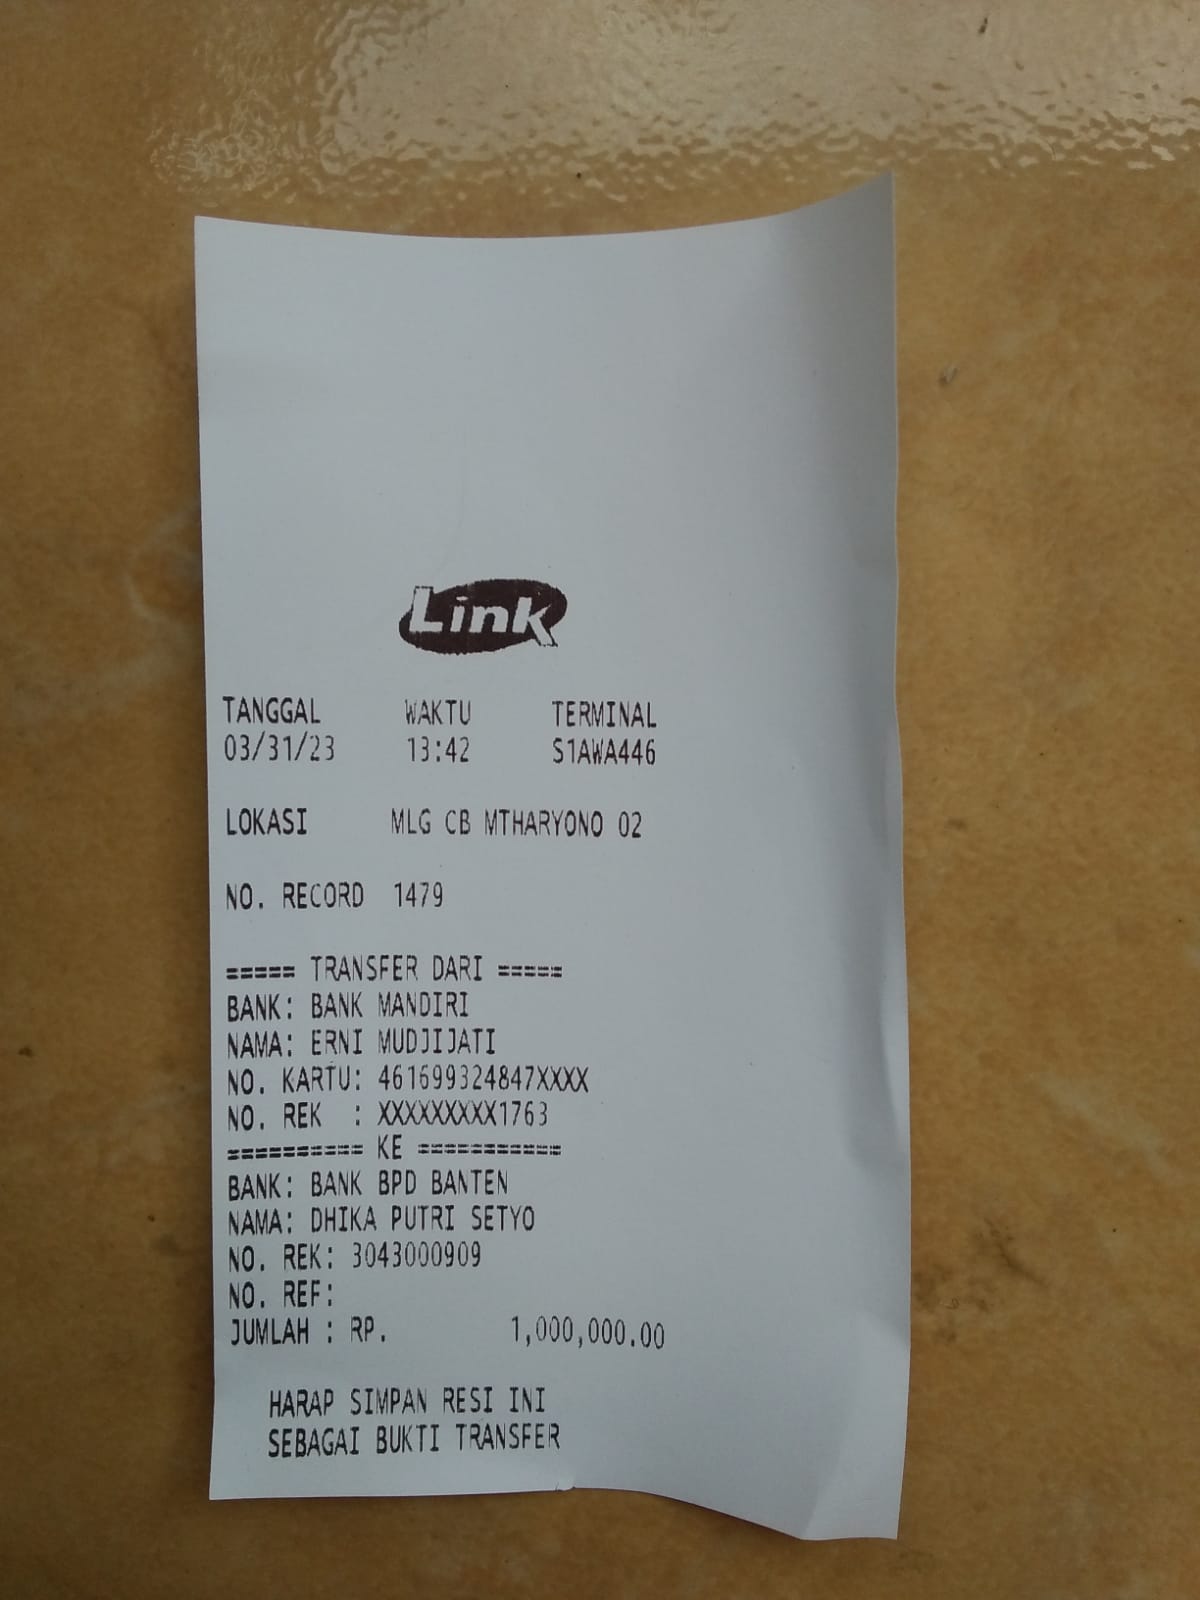 Link
TANGGAL WAKTU TERMINAL
03/31/23 13:42 S1AWA446
LOKASI MLG CB MTHARYONO 02
NO. RECORD 1479
===== TRANSFER DARI =====
BANK: BANK MANDIRI
NAMA: ERNI MUDJIJATI
NO. KARTU: 461699324847XXXX
NO. REK : XXXXXXXXX1763
========== KE ===========
BANK: BANK BPD BANTEN
NAMA: DHIKA PUTRI SETYO
NO. REK: 3043000909
NO. REF:
JUMLAH : RP. 1,000,000.00
HARAP SIMPAN RESI INI
SEBAGAI BUKTI TRANSFER